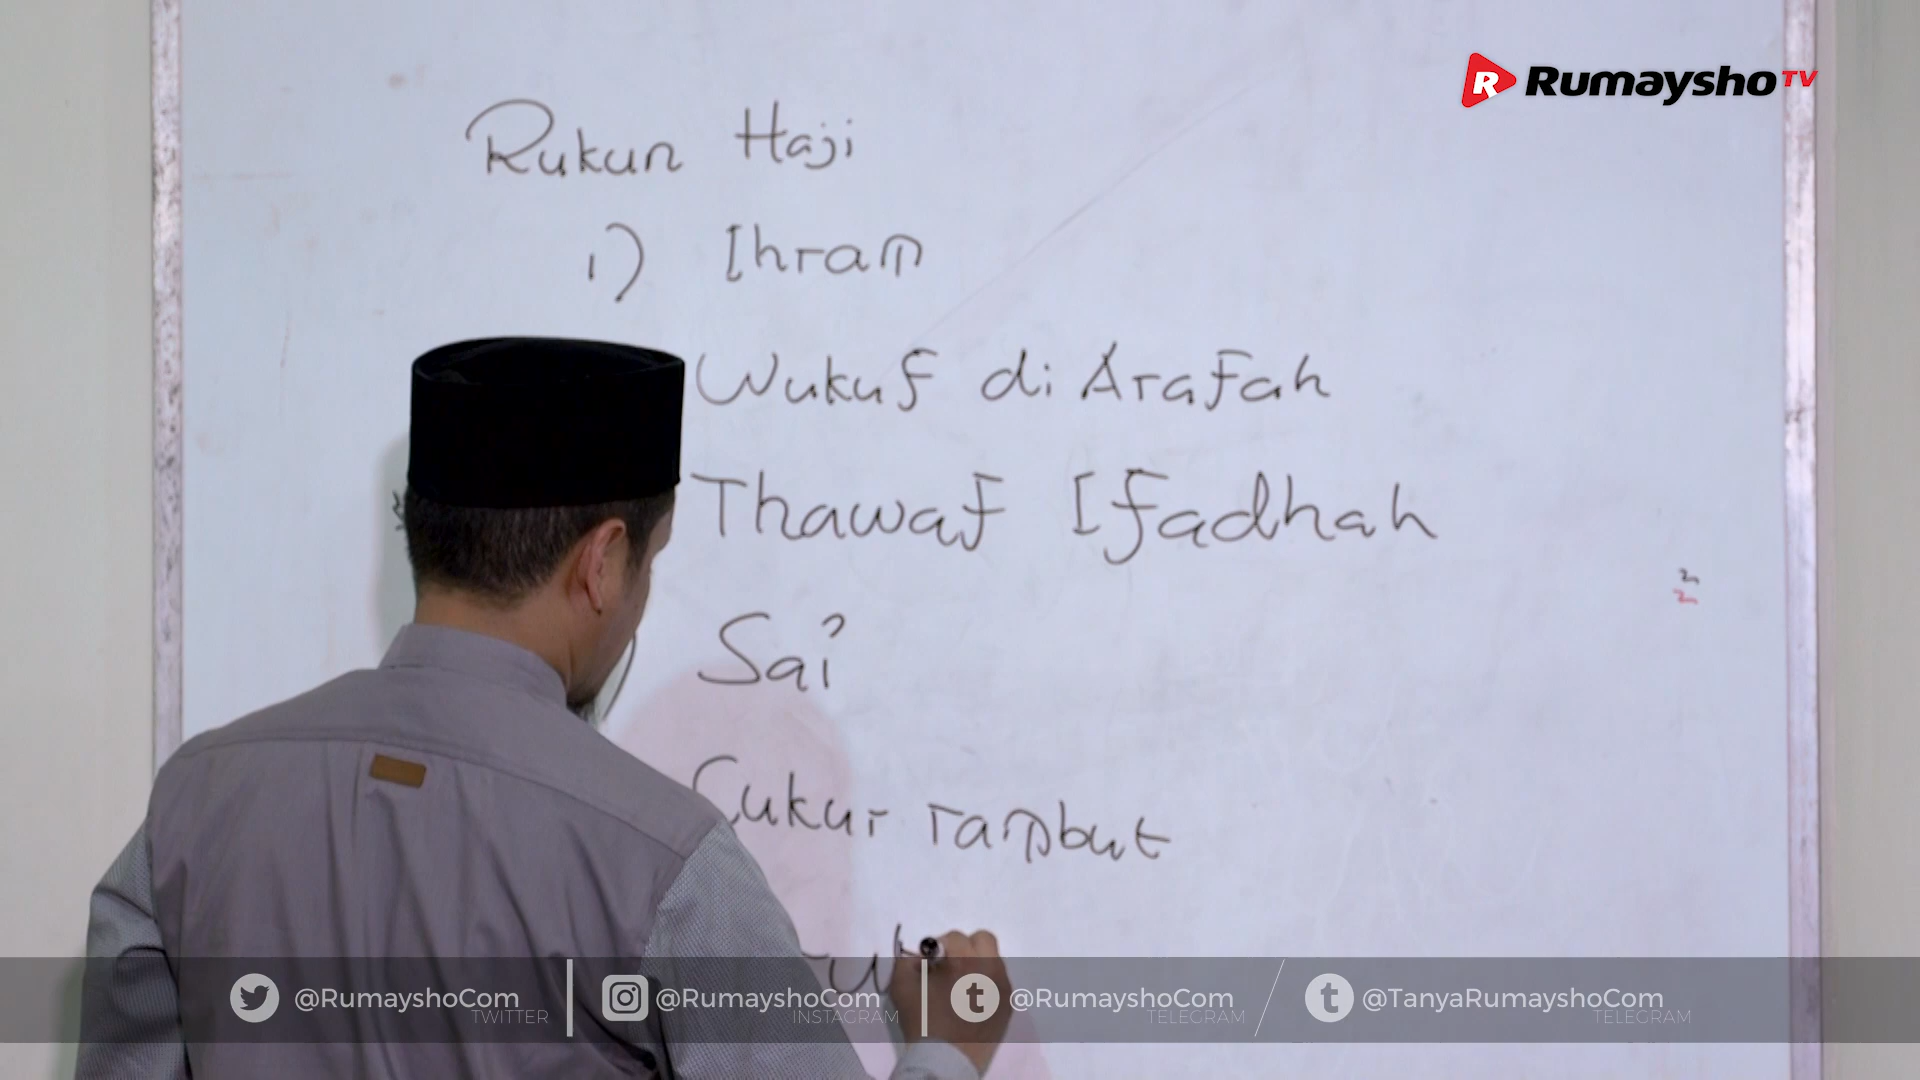 Rumaysho TV
Rukun Haji
1) Ihram
Wukuf di Arafah
Thawaf Ifadhah
) Sa'i
Cukur rambut
@RumayshoCom TWITTER
@RumayshoCom INSTAGRAM
@RumayshoCom TELEGRAM
@TanyaRumayshoCom TELEGRAM